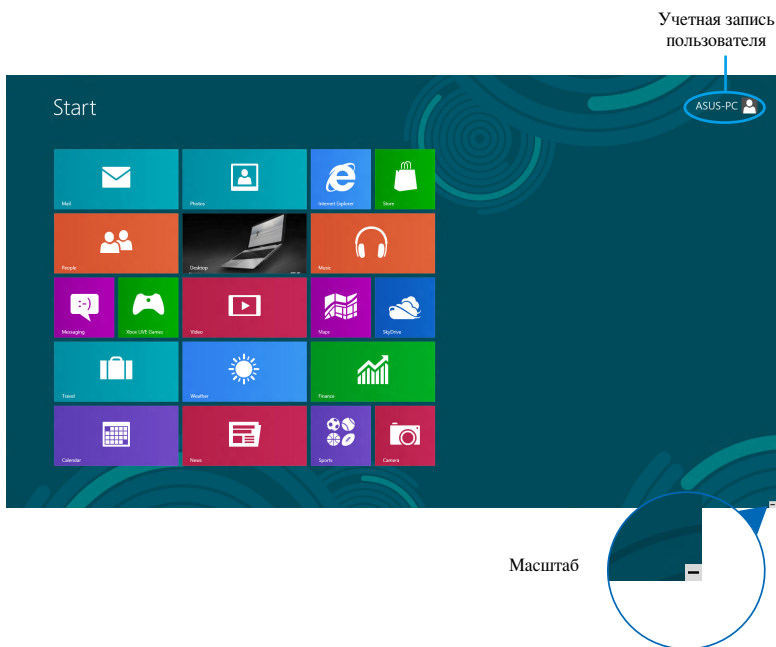 Учетная запись
пользователя
Start
ASUS-PC
Mail
Photos
Internet Explorer
Store
People
Desktop
Music
:-)
Messaging
Xbox LIVE Games
Video
Maps
SkyDrive
Travel
Weather
Finance
Calendar
News
Sports
Camera
Масштаб